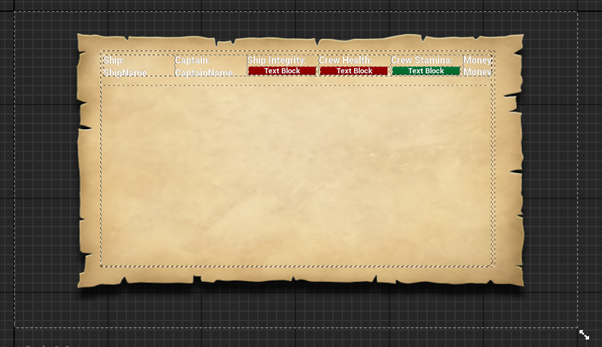 Ship: Captain: Ship Integrity: Crew Health: Crew Stamina: Money
ShipName CaptainName Text Block Text Block Text Block Money